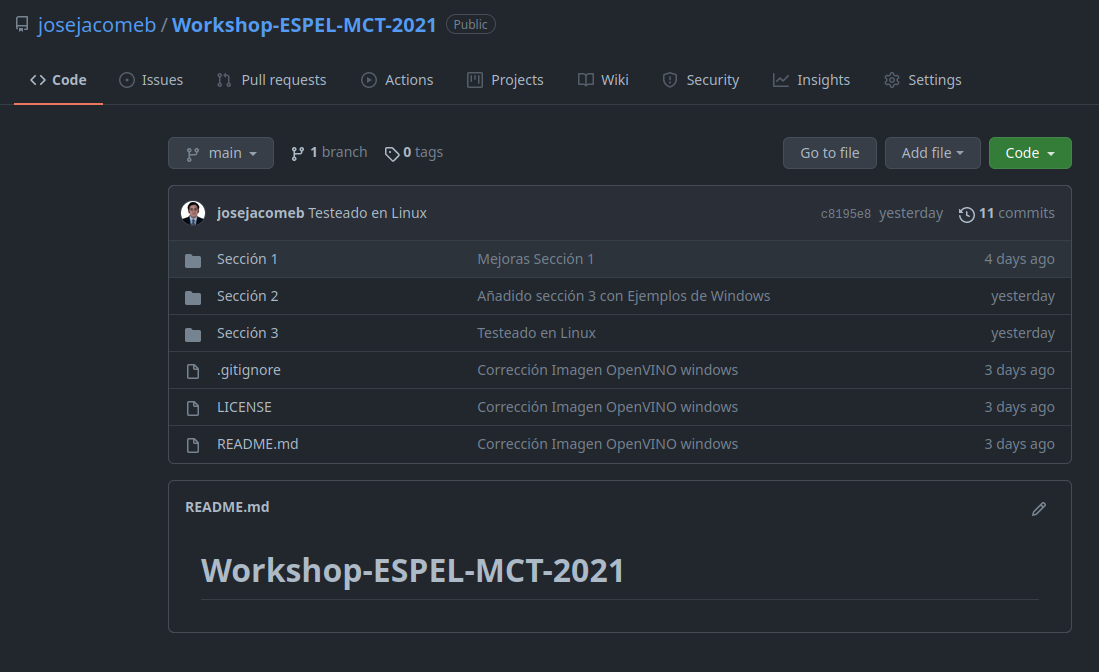 josejacomeb / Workshop-ESPEL-MCT-2021 Public
Code Issues Pull requests Actions Projects Wiki Security Insights Settings
main 1 branch 0 tags Go to file Add file Code
josejacomeb Testeado en Linux c8195e8 yesterday 11 commits
Sección 1 Mejoras Sección 1 4 days ago
Sección 2 Añadido sección 3 con Ejemplos de Windows yesterday
Sección 3 Testeado en Linux yesterday
.gitignore Corrección Imagen OpenVINO windows 3 days ago
LICENSE Corrección Imagen OpenVINO windows 3 days ago
README.md Corrección Imagen OpenVINO windows 3 days ago
README.md
Workshop-ESPEL-MCT-2021